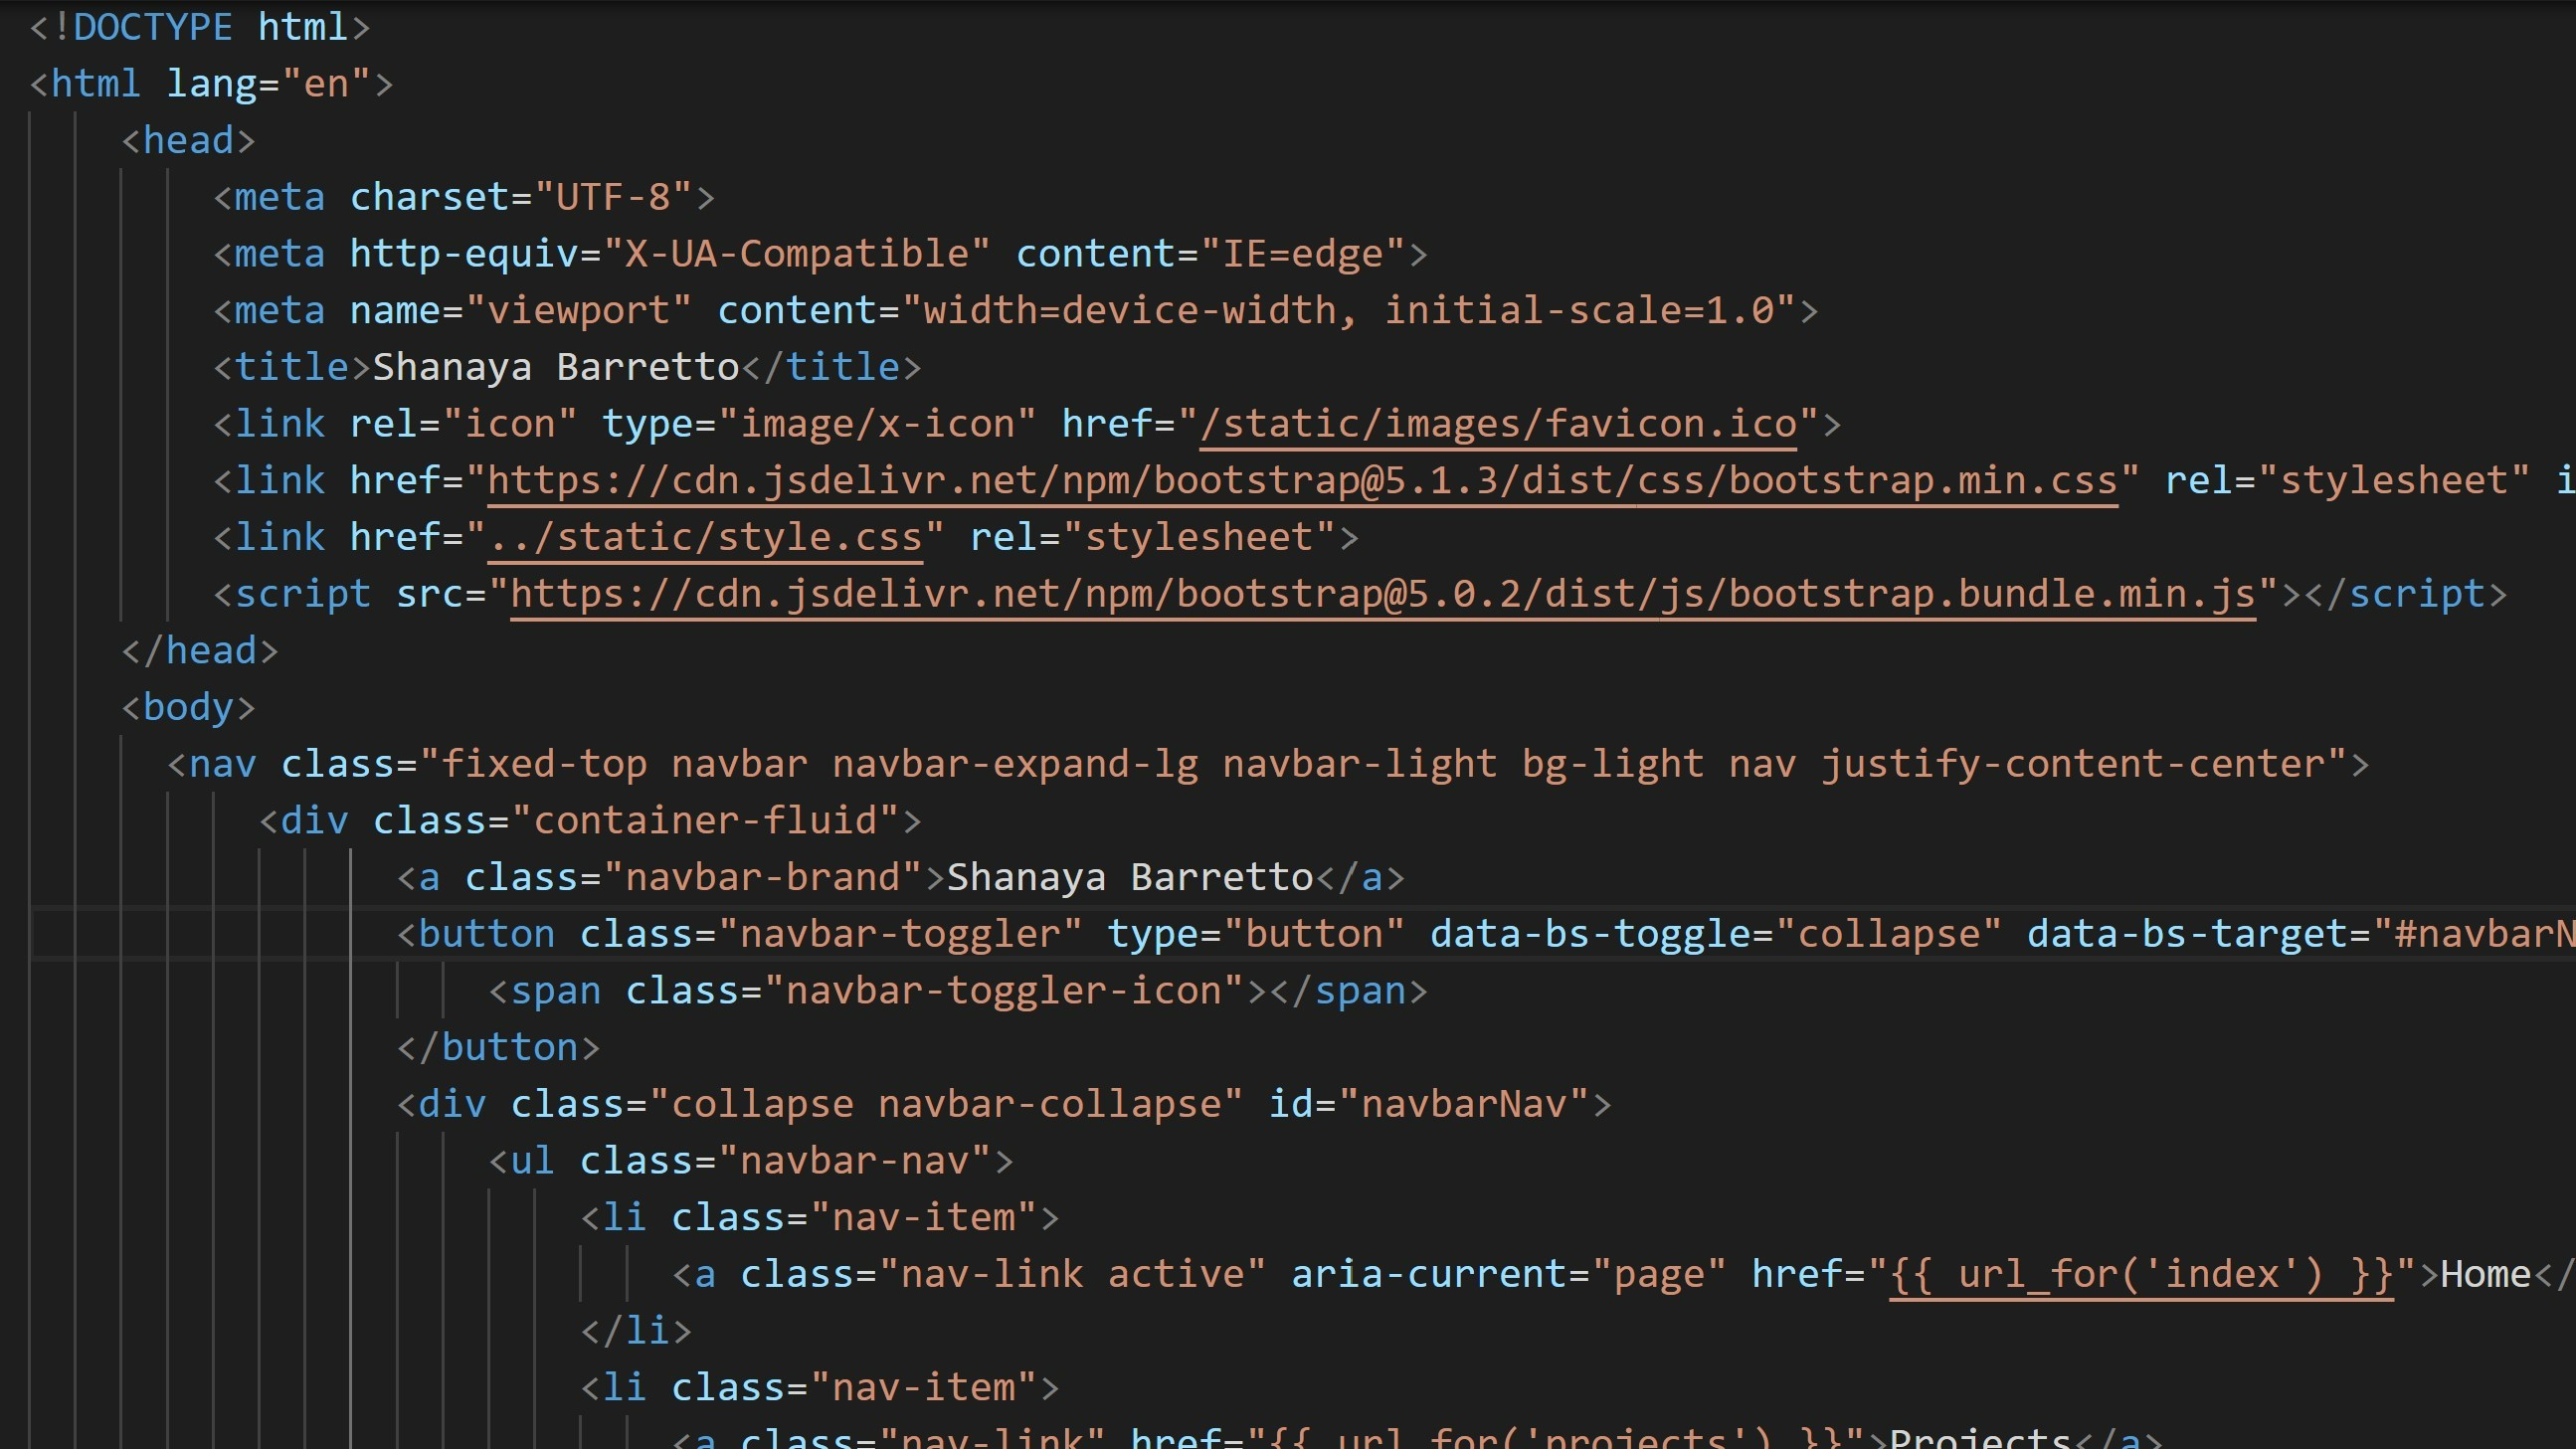 <!DOCTYPE html>
<html lang="en">
<head>
<meta charset="UTF-8">
<meta http-equiv="X-UA-Compatible" content="IE=edge">
<meta name="viewport" content="width=device-width, initial-scale=1.0">
<title>Shanaya Barretto</title>
<link rel="icon" type="image/x-icon" href="/static/images/favicon.ico">
<link href="https://cdn.jsdelivr.net/npm/bootstrap@5.1.3/dist/css/bootstrap.min.css" rel="stylesheet" i
<link href="../static/style.css" rel="stylesheet">
<script src="https://cdn.jsdelivr.net/npm/bootstrap@5.0.2/dist/js/bootstrap.bundle.min.js"></script>
</head>
<body>
<nav class="fixed-top navbar navbar-expand-lg navbar-light bg-light nav justify-content-center">
<div class="container-fluid">
<a class="navbar-brand">Shanaya Barretto</a>
<button class="navbar-toggler" type="button" data-bs-toggle="collapse" data-bs-target="#navbarN
<span class="navbar-toggler-icon"></span>
</button>
<div class="collapse navbar-collapse" id="navbarNav">
<ul class="navbar-nav">
<li class="nav-item">
<a class="nav-link active" aria-current="page" href="{{ url_for('index') }}">Home</
</li>
<li class="nav-item">
<a class="nav-link" href="{{ url_for('projects') }}">Projects</a>